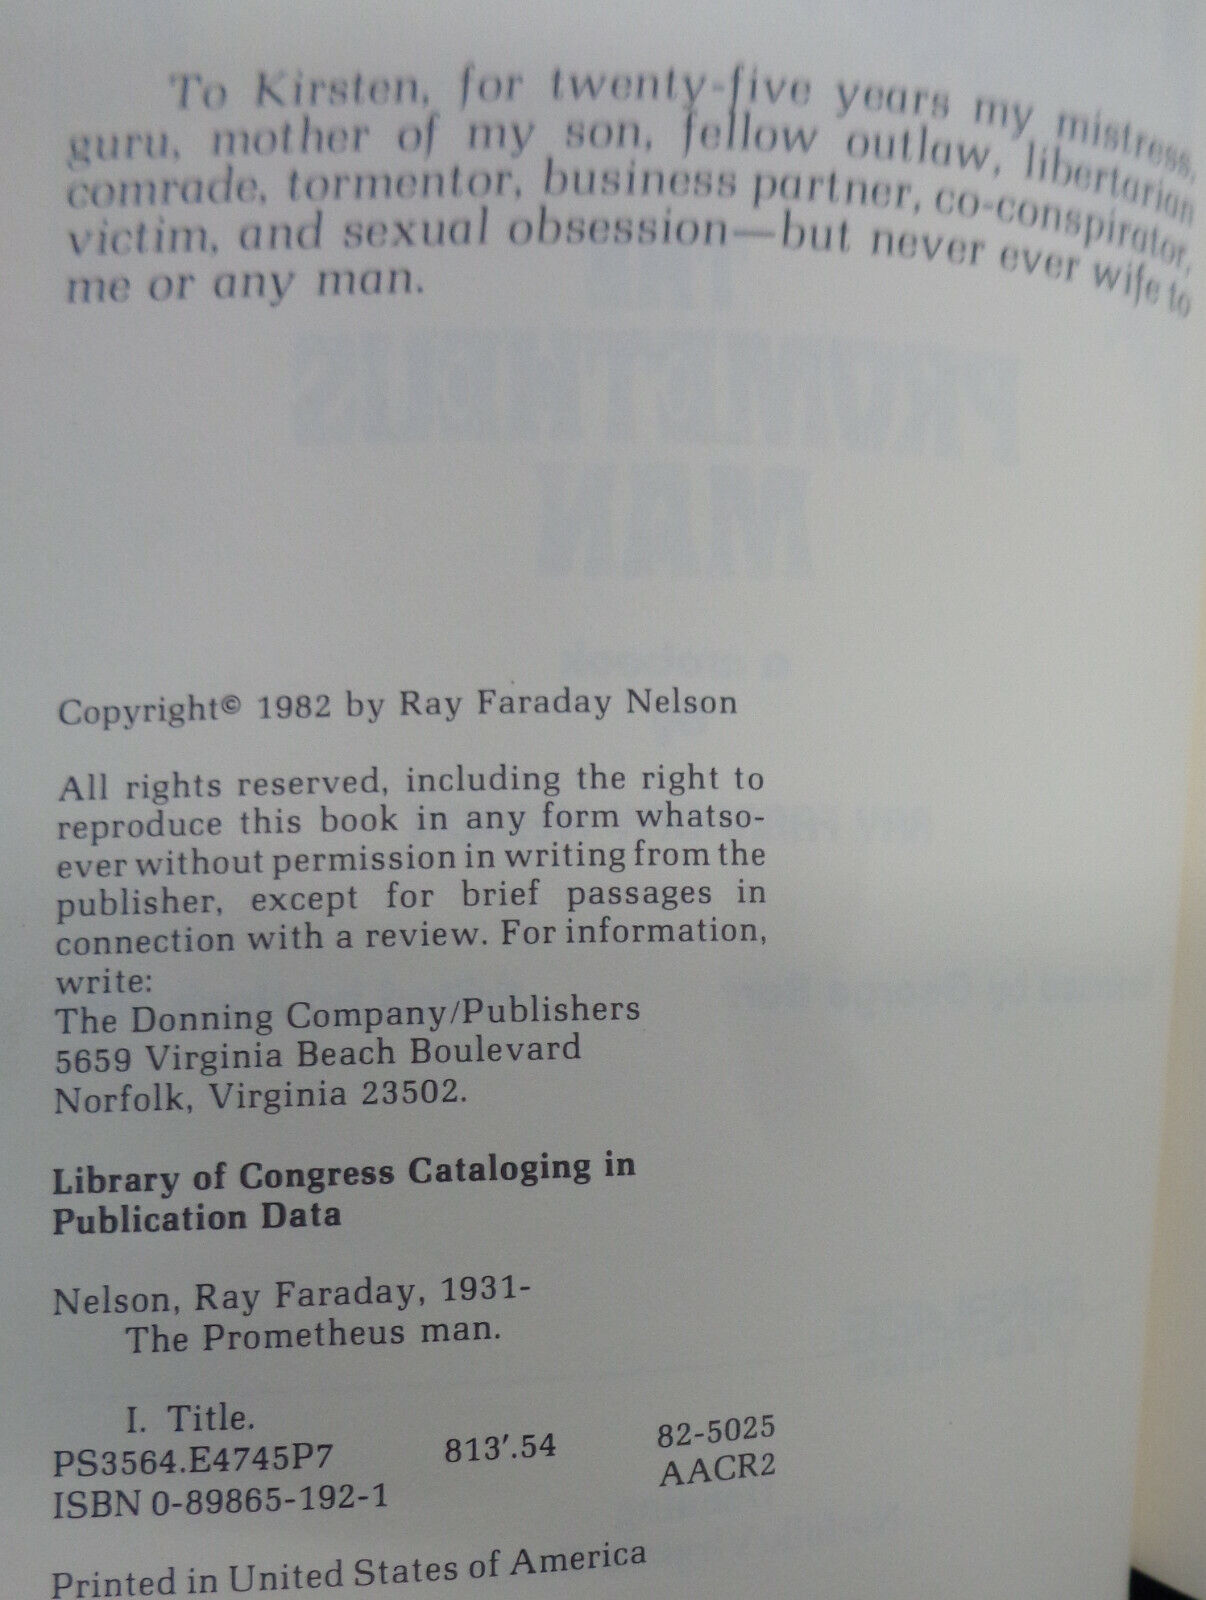 To Kirsten, for twenty-five years my mistress,
guru, mother of my son, fellow outlaw, libertarian
comrade, tormentor, business partner, co-conspirator,
victim, and sexual obsession—but never ever wife to
me or any man.
THE
PROMETHEUS
MAN
Copyright© 1982 by Ray Faraday Nelson
All rights reserved, including the right to
reproduce this book in any form whatso-
ever without permission in writing from the
publisher, except for brief passages in
connection with a review. For information,
write:
The Donning Company/Publishers
5659 Virginia Beach Boulevard
Norfolk, Virginia 23502.
Library of Congress Cataloging in
Publication Data
Nelson, Ray Faraday, 1931-
The Prometheus man.
I. Title.
PS3564.E4745P7 813'.54 82-5025
ISBN 0-89865-192-1 AACR2
Printed in United States of America